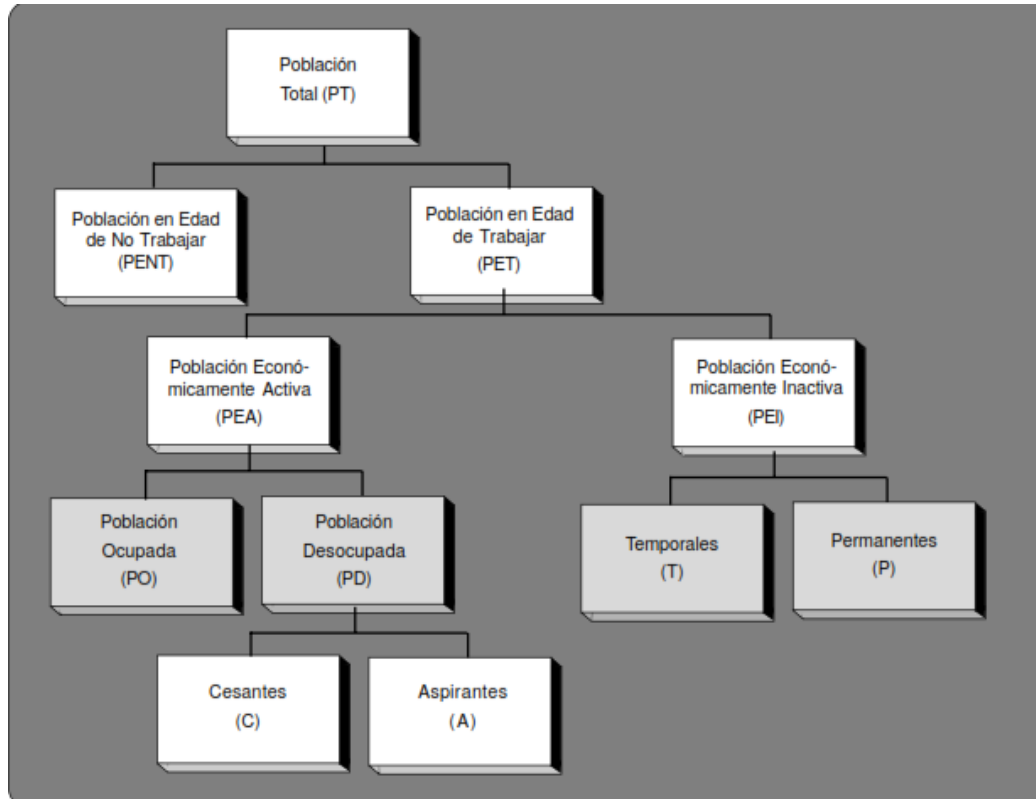 Población
Total (PT)
Población en Edad
de No Trabajar
(PENT)
Población en Edad
de Trabajar
(PET)
Población Econó-
micamente Activa
(PEA)
Población Econó-
micamente Inactiva
(PEI)
Población
Ocupada
(PO)
Población
Desocupada
(PD)
Temporales
(T)
Permanentes
(P)
Cesantes
(C)
Aspirantes
(A)